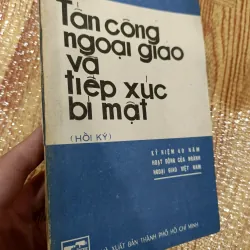 Tấn công
ngoại giao
và
tiếp xúc
bí mật
(HỒI KÝ)
KỶ NIỆM 40 NĂM
HOẠT ĐỘNG CỦA NGÀNH
NGOẠI GIAO VIỆT NAM
XUẤT BẢN THÀNH PHỐ HỒ CHÍ MINH